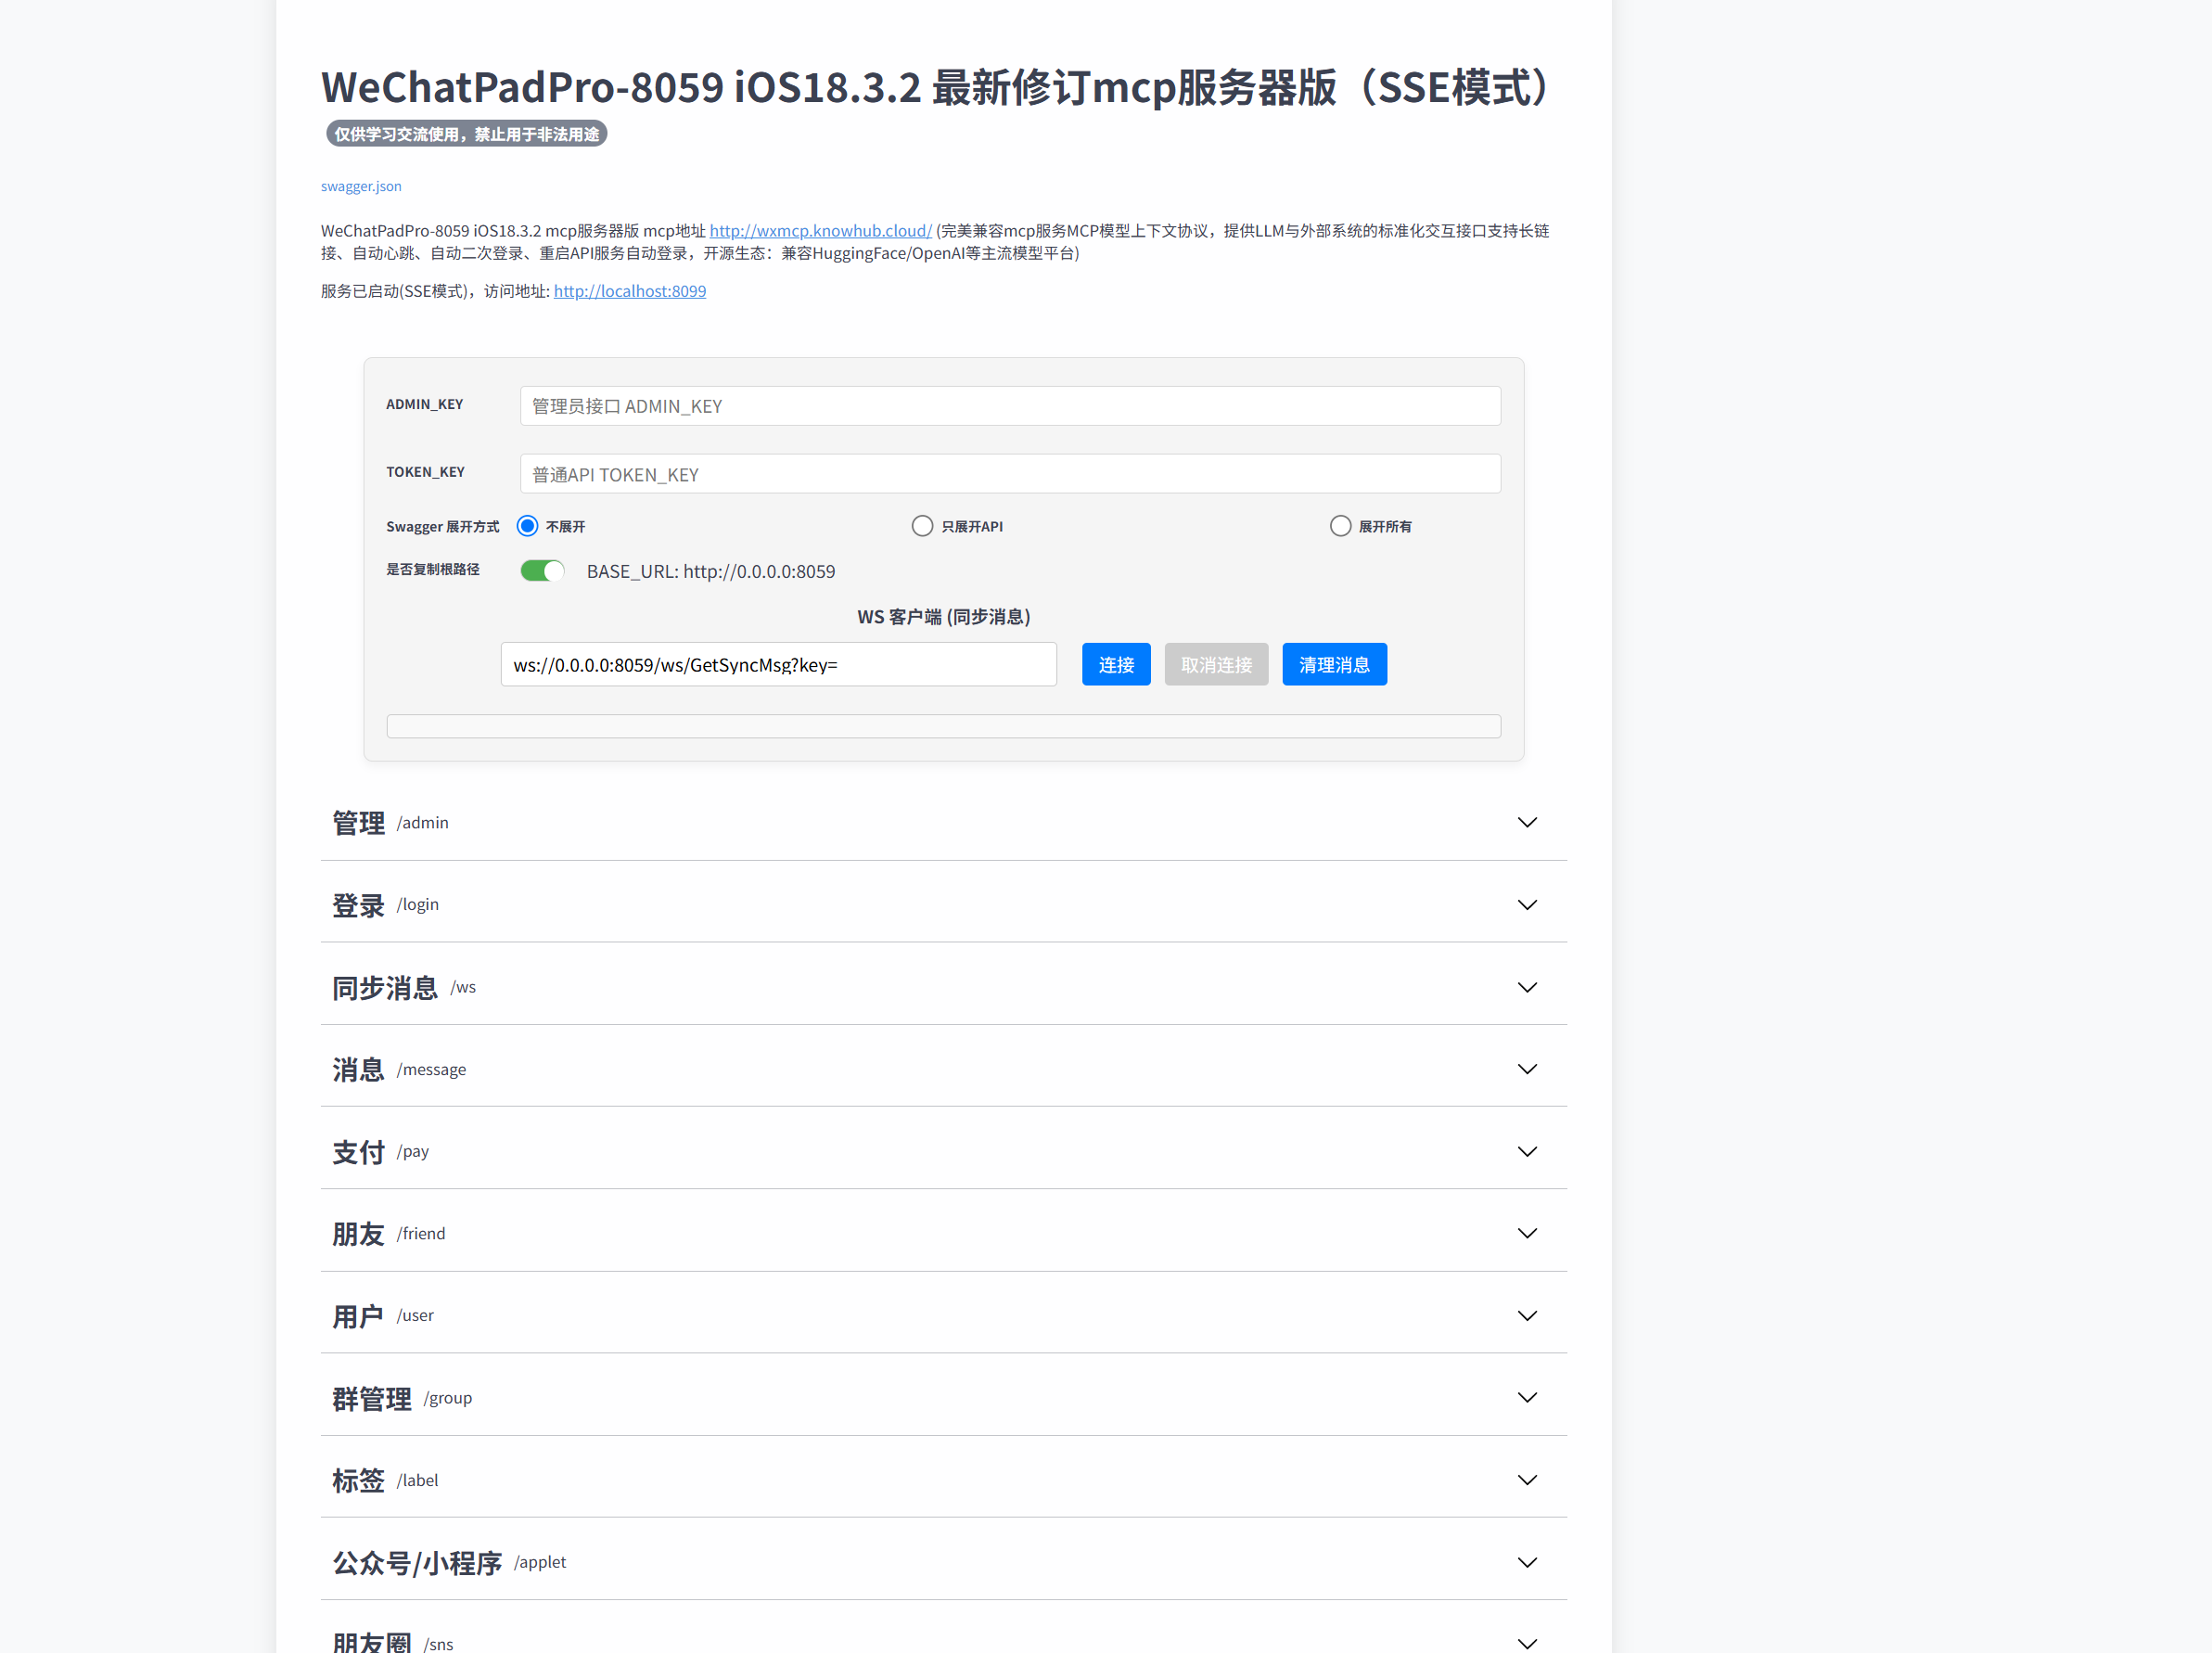 WeChatPadPro-8059 iOS18.3.2 最新修订mcp服务器版（SSE模式）
仅供学习交流使用，禁止用于非法用途
swagger.json
WeChatPadPro-8059 iOS18.3.2 mcp服务器版 mcp地址 http://wxmcp.knowhub.cloud/ (完美兼容mcp服务MCP模型上下文协议，提供LLM与外部系统的标准化交互接口支持长链
接、自动心跳、自动二次登录、重启API服务自动登录，开源生态：兼容HuggingFace/OpenAI等主流模型平台)
服务已启动(SSE模式)，访问地址: http://localhost:8099
ADMIN_KEY 管理员接口 ADMIN_KEY
TOKEN_KEY 普通API TOKEN_KEY
Swagger 展开方式 不展开 只展开API 展开所有
是否复制根路径 BASE_URL: http://0.0.0.0:8059
WS 客户端 (同步消息)
ws://0.0.0.0:8059/ws/GetSyncMsg?key= 连接 取消连接 清理消息
管理 /admin
登录 /login
同步消息 /ws
消息 /message
支付 /pay
朋友 /friend
用户 /user
群管理 /group
标签 /label
公众号/小程序 /applet
朋友圈 /sns